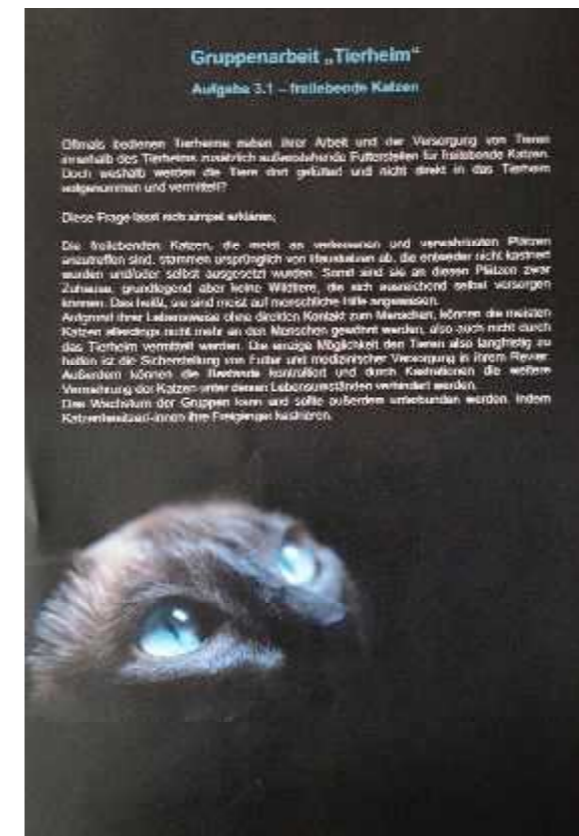 Gruppenarbeit „Tierheim“
Aufgabe 3.1 – freilebende Katzen
Oftmals bedienen Tierheime neben ihrer Arbeit und der Versorgung von Tieren
innerhalb des Tierheims zusätzlich außenstehende Futterstellen für freilebende Katzen.
Doch weshalb werden die Tiere dort gefüttert und nicht direkt in das Tierheim
aufgenommen und vermittelt?
Diese Frage lässt sich simpel erklären:
Die freilebenden Katzen, die meist an verlassenen und verwahrlosten Plätzen
anzutreffen sind, stammen ursprünglich von Hauskatzen ab, die entweder nicht kastriert
wurden und/oder selbst ausgesetzt wurden. Somit sind sie an diesen Plätzen zwar
Zuhause, grundlegend aber keine Wildtiere, die sich ausreichend selbst versorgen
können. Das heißt, sie sind meist auf menschliche Hilfe angewiesen.
Aufgrund ihrer Lebensweise ohne direkten Kontakt zum Menschen, können die meisten
Katzen allerdings nicht mehr an den Menschen gewöhnt werden, also auch nicht durch
das Tierheim vermittelt werden. Die einzige Möglichkeit den Tieren also langfristig zu
helfen ist die Sicherstellung von Futter und medizinischer Versorgung in ihrem Revier.
Außerdem können die Bestände kontrolliert und durch Kastrationen die weitere
Vermehrung der Katzen unter diesen Lebensumständen verhindert werden.
Das Wachstum der Gruppen kann und sollte außerdem unterbunden werden, indem
Katzenbesitzer/-innen ihre Freigänger kastrieren.